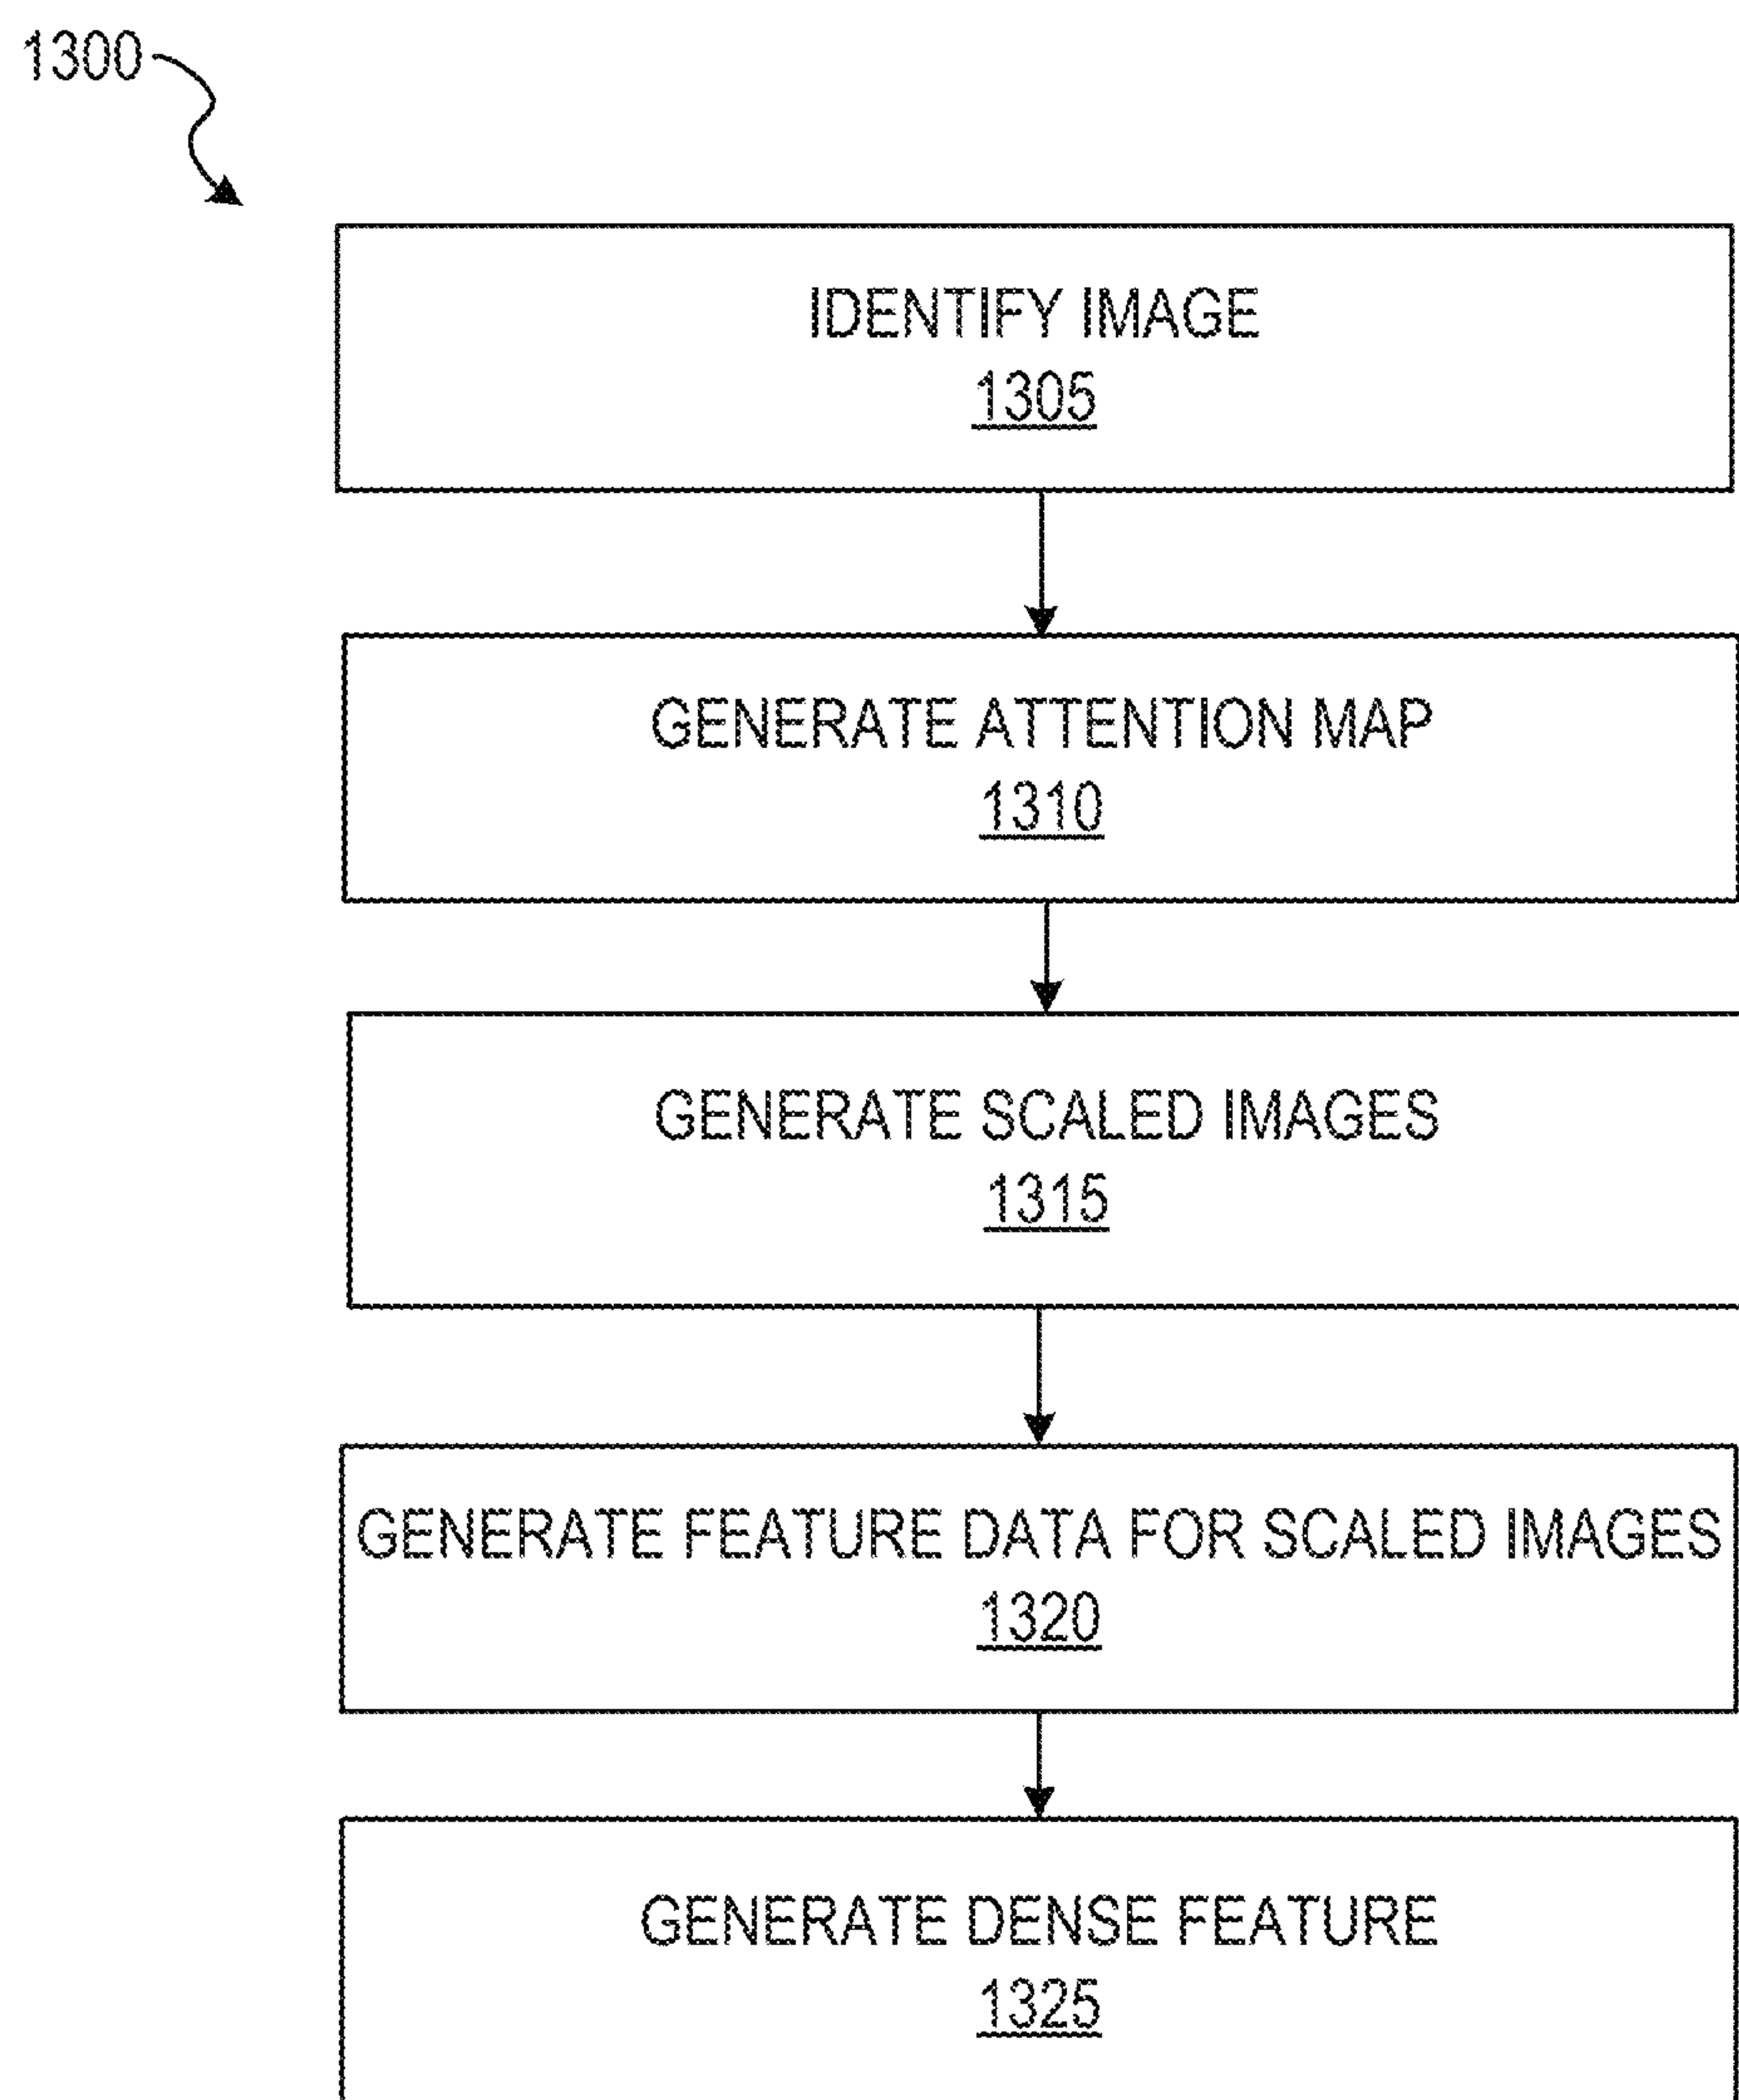 1300
IDENTIFY IMAGE
1305
GENERATE ATTENTION MAP
1310
GENERATE SCALED IMAGES
1315
GENERATE FEATURE DATA FOR SCALED IMAGES
1320
GENERATE DENSE FEATURE
1325